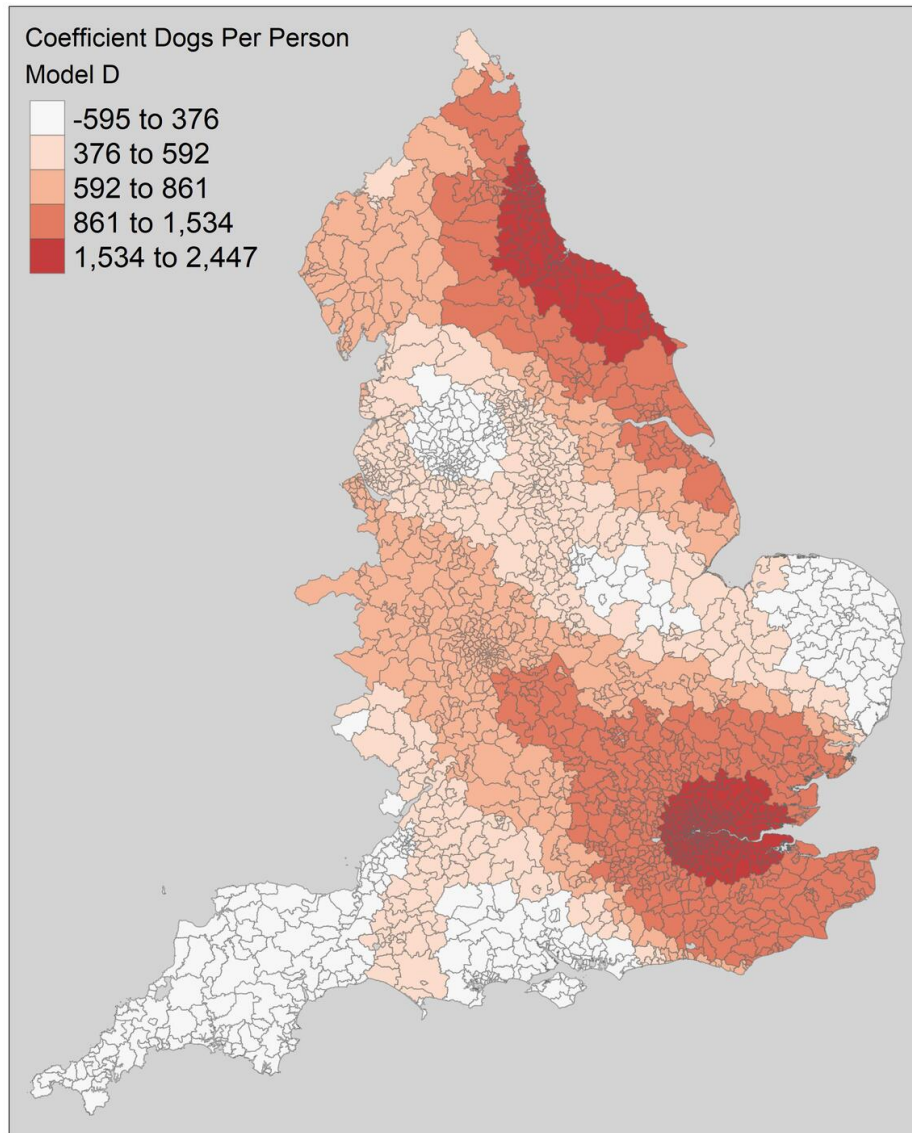 Coefficient Dogs Per Person
Model D
-595 to 376
376 to 592
592 to 861
861 to 1,534
1,534 to 2,447